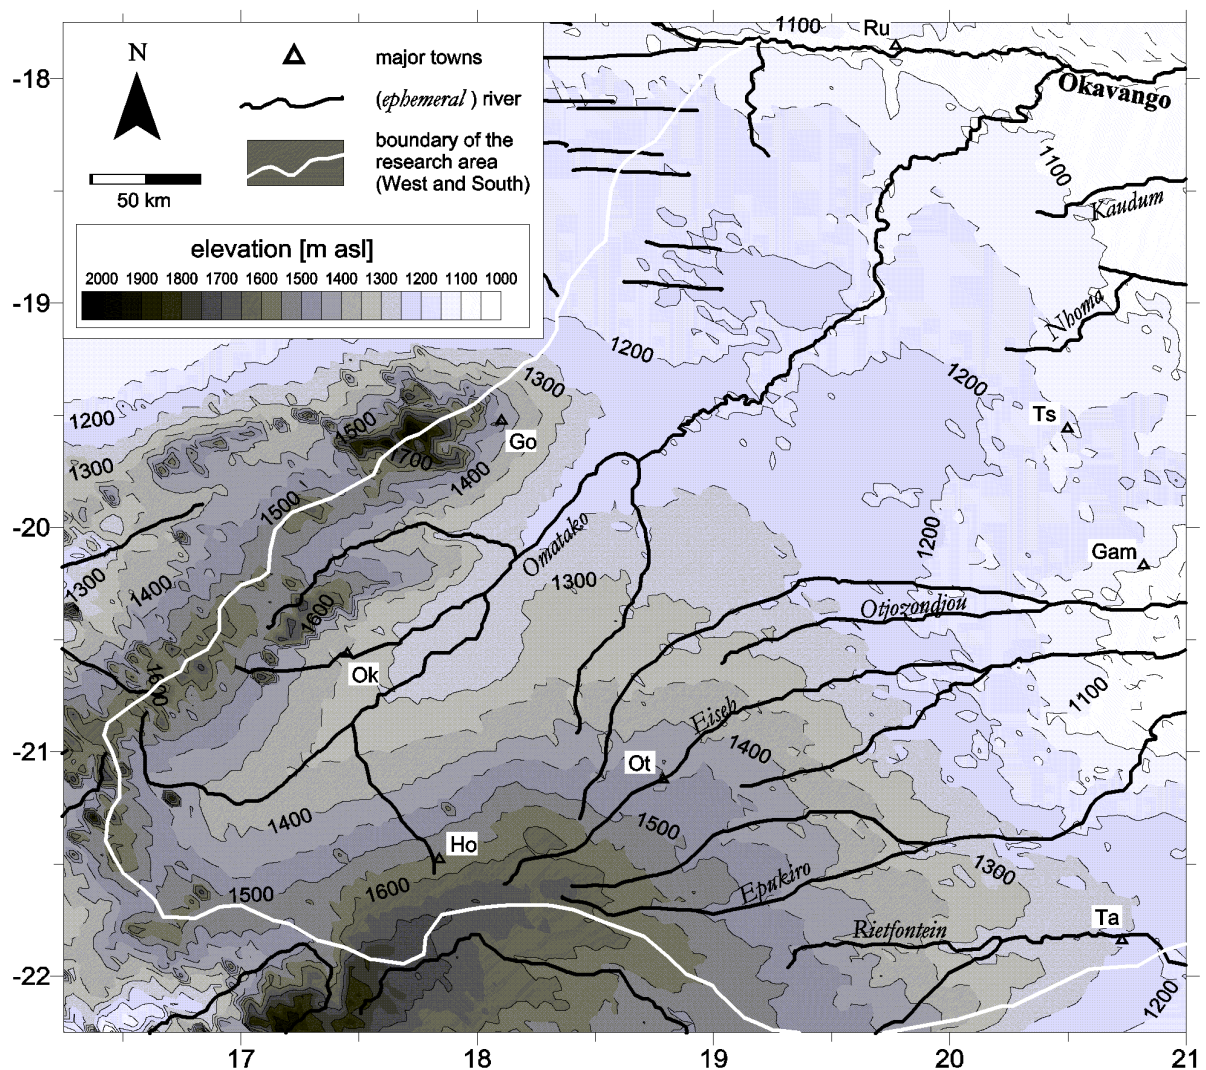 1100
Ru
-18
N
major towns
(ephemeral ) river
boundary of the
research area
(West and South)
50 km
Okavango
1100
Kaudum
elevation [m asl]
2000 1900 1800 1700 1600 1500 1400 1300 1200 1100 1000
-19
Nhoma
1200
1300
1200
1200
1500
Ts
Go
1300
1700
1400
1500
-20
Omatako
1200
Gam
1300
1400
1300
1600
Otjozondjou
Ok
1600
1100
Eiseb
-21
1400
Ot
1400
1500
Ho
1300
1600
1500
Epukiro
Ta
Rietfontein
-22
1200
17 18 19 20 21